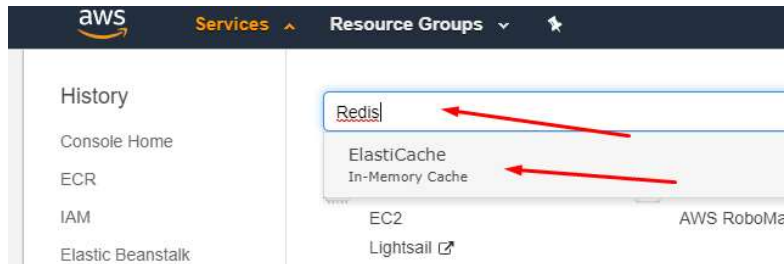 aws
Services
Resource Groups
History
Console Home
ECR
IAM
Elastic Beanstalk
Redis
ElastiCache
In-Memory Cache
EC2
Lightsail
AWS RoboMa